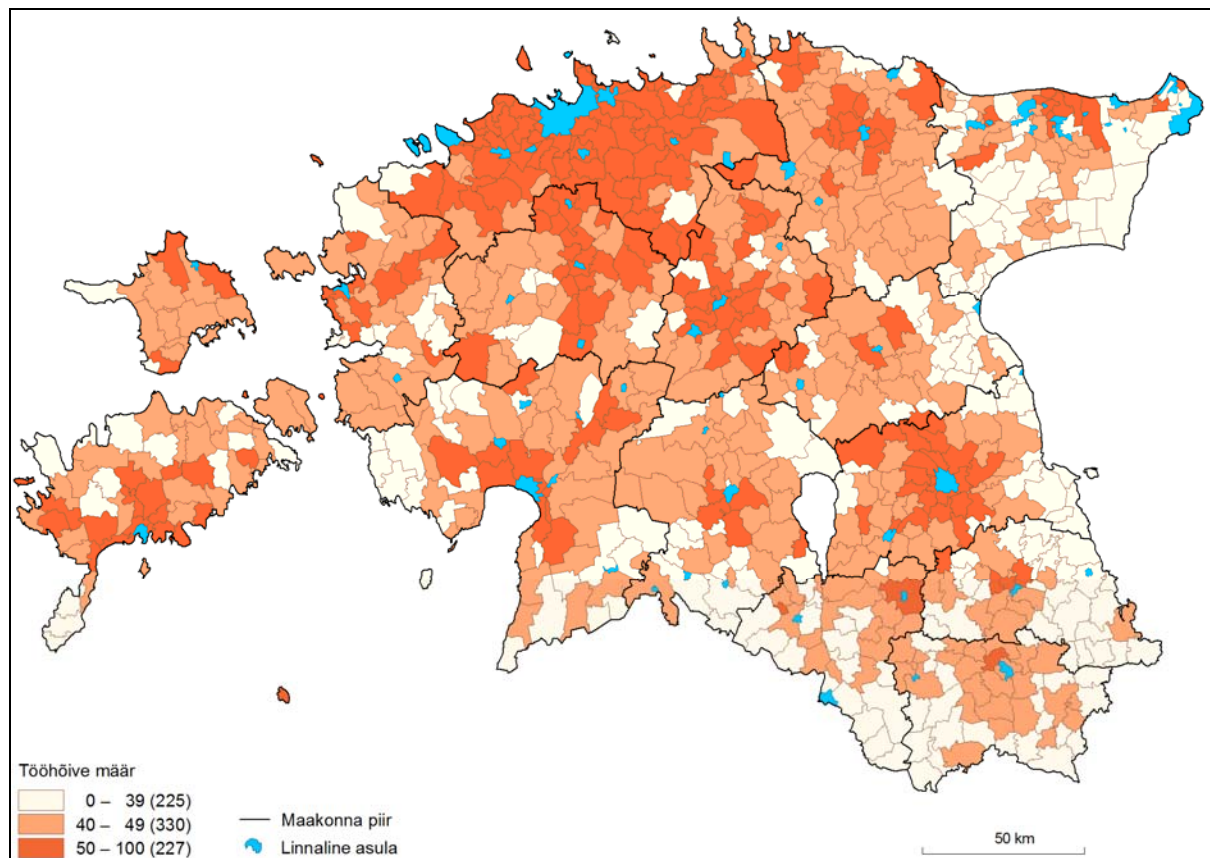 Tööhõive määr
0 – 39 (225)
40 – 49 (330)
50 – 100 (227)
Maakonna piir
Linnaline asula
50 km